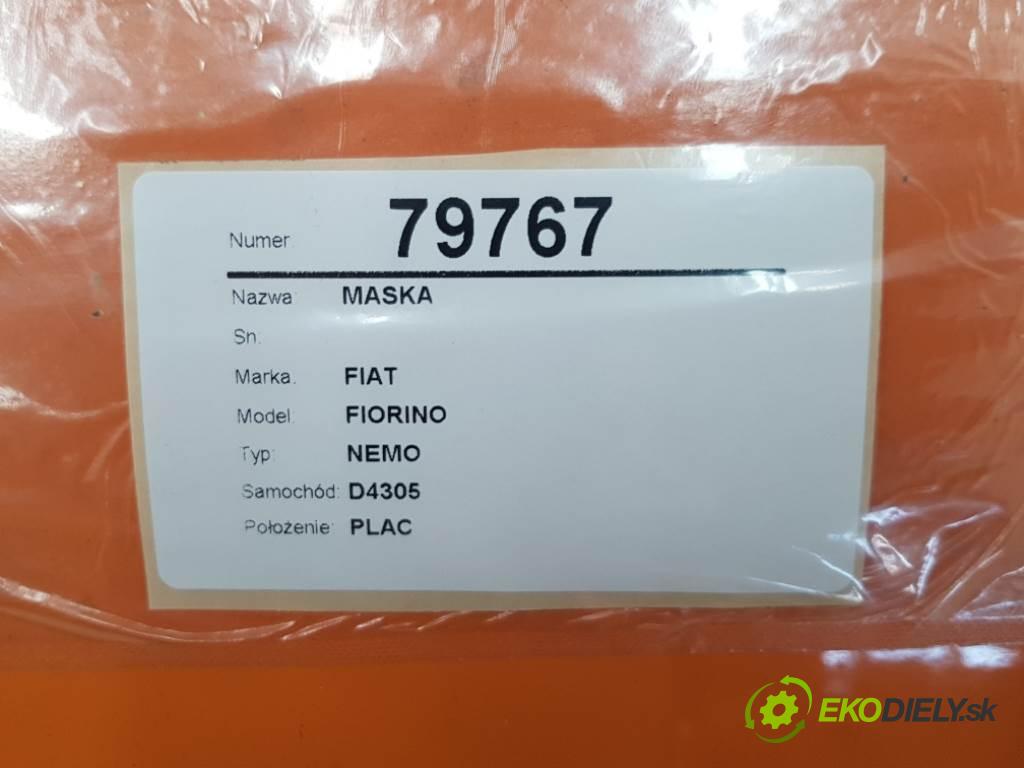 Numer: 79767
Nazwa: MASKA
Sn:
Marka: FIAT
Model: FIORINO
Typ: NEMO
Samochód: D4305
Położenie: PLAC
EKODIELY.sk